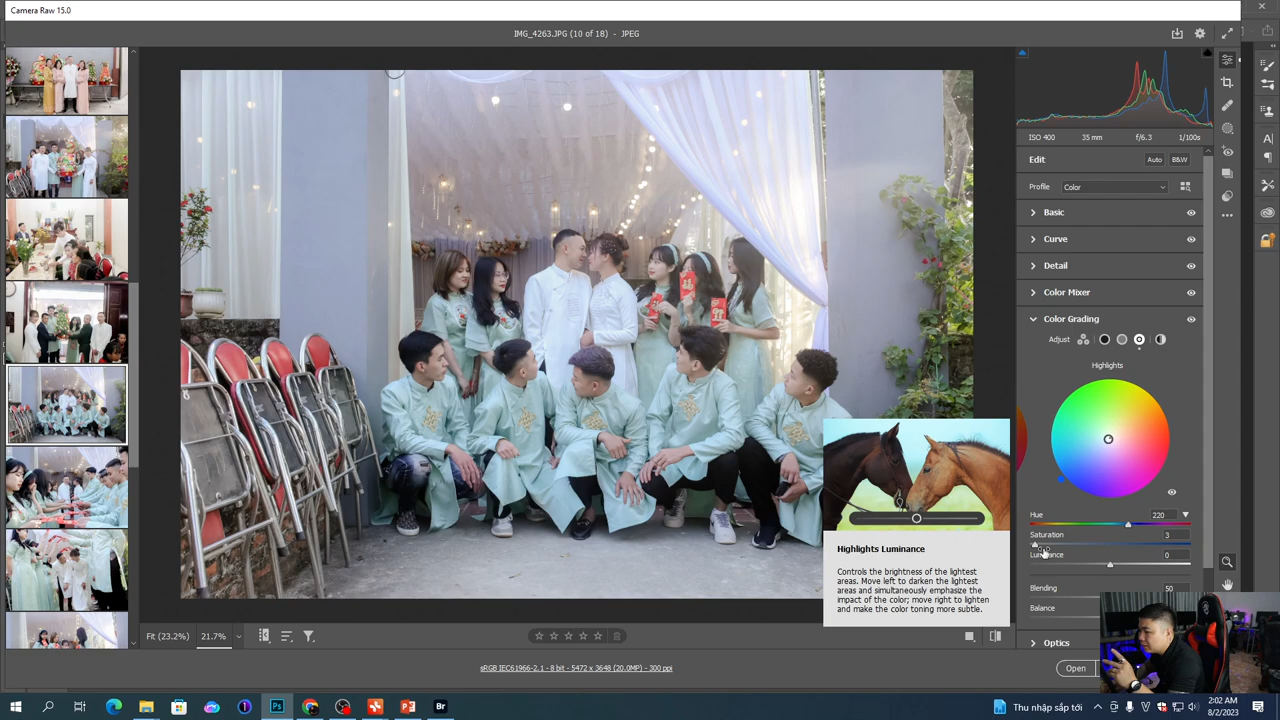 Camera Raw 15.0
IMG_4263.JPG (10 of 18) - JPEG
ISO 400 35 mm f/6.3 1/100s
Edit Auto B&W
Profile Color
Basic
Curve
Detail
Color Mixer
Color Grading
Adjust
Highlights
Hue 220
Saturation 3
Luminance 0
Blending 50
Balance
Optics
Highlights Luminance
Controls the brightness of the lightest
areas. Move left to darken the lightest
areas and simultaneously emphasize the
impact of the color; move right to lighten
and make the color toning more subtle.
Fit (23.2%) 21.7%
sRGB IEC61966-2.1 - 8 bit - 5472 x 3648 (20.0MP) - 300 ppi
Open
Ps
Br
Thu nhập sắp tới
2:02 AM
8/2/2023